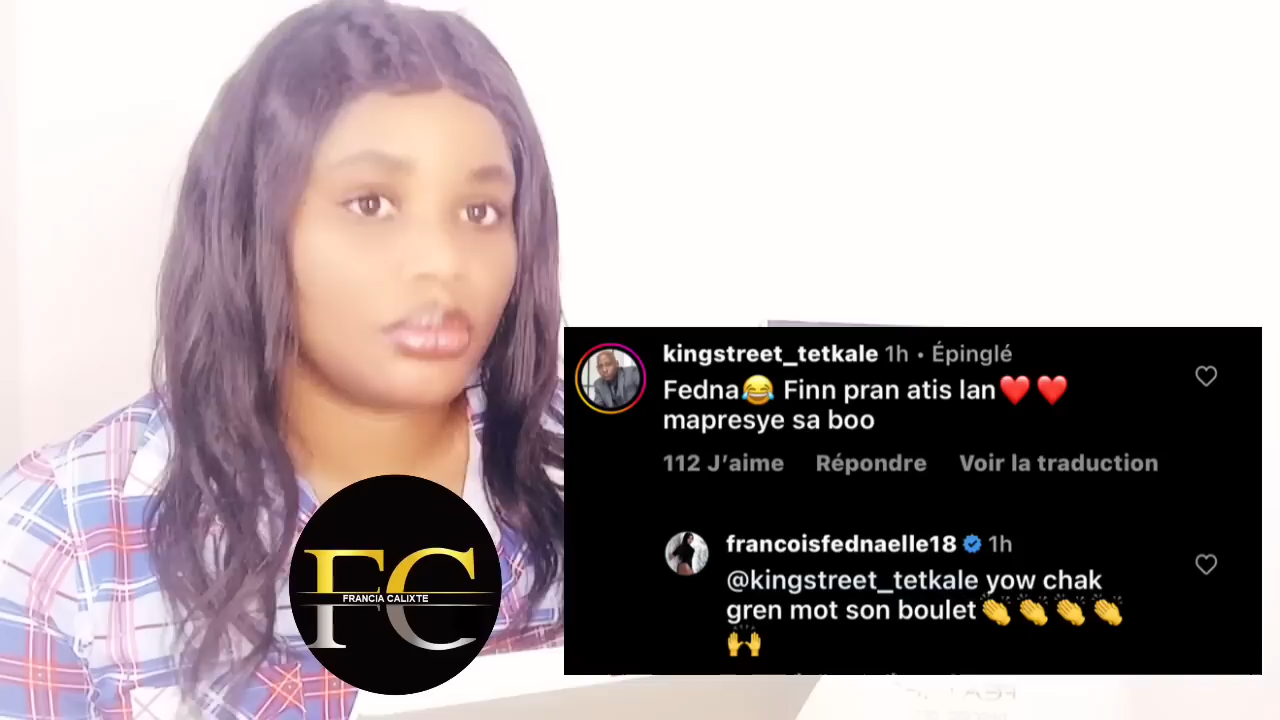 kingstreet_tetkale 1h • Épinglé
Fedna😂 Finn pran atis lan❤️❤️
mapresye sa boo
112 J'aime Répondre Voir la traduction
francoisfednaelle18 1h
@kingstreet_tetkale yow chak
gren mot son boulet👏👏👏👏
🙌
FC
FRANCIA CALIXTE